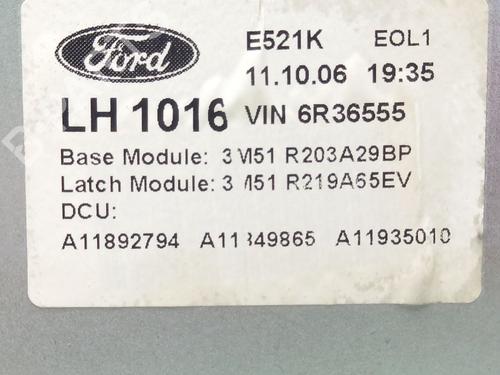 Ford
E521K EOL1
11.10.06 19:35
LH 1016 VIN 6R36555
Base Module: 3M51 R203A29BP
Latch Module: 3M51 R219A65EV
DCU:
A11892794 A11849865 A11935010